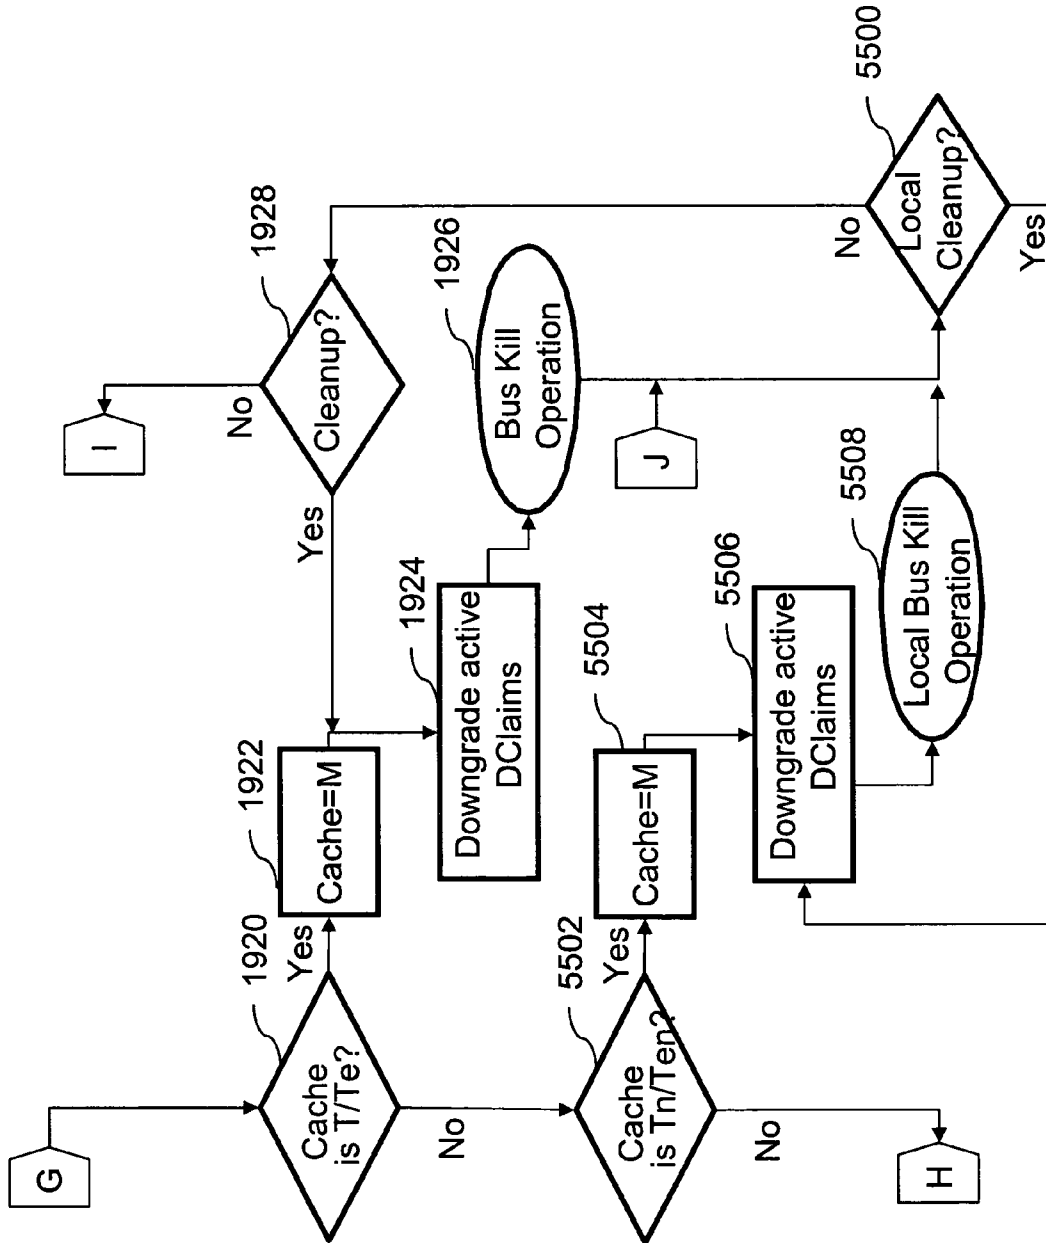 G
1920
Cache
is T/Te?
Yes
No
1922
Cache=M
Yes
1928
Cleanup?
No
I
1924
Downgrade active
DClaims
1926
Bus Kill
Operation
J
5502
Cache
is Tn/Ten?
Yes
No
H
5504
Cache=M
5506
Downgrade active
DClaims
5508
Local Bus Kill
Operation
5500
Local
Cleanup?
No
Yes